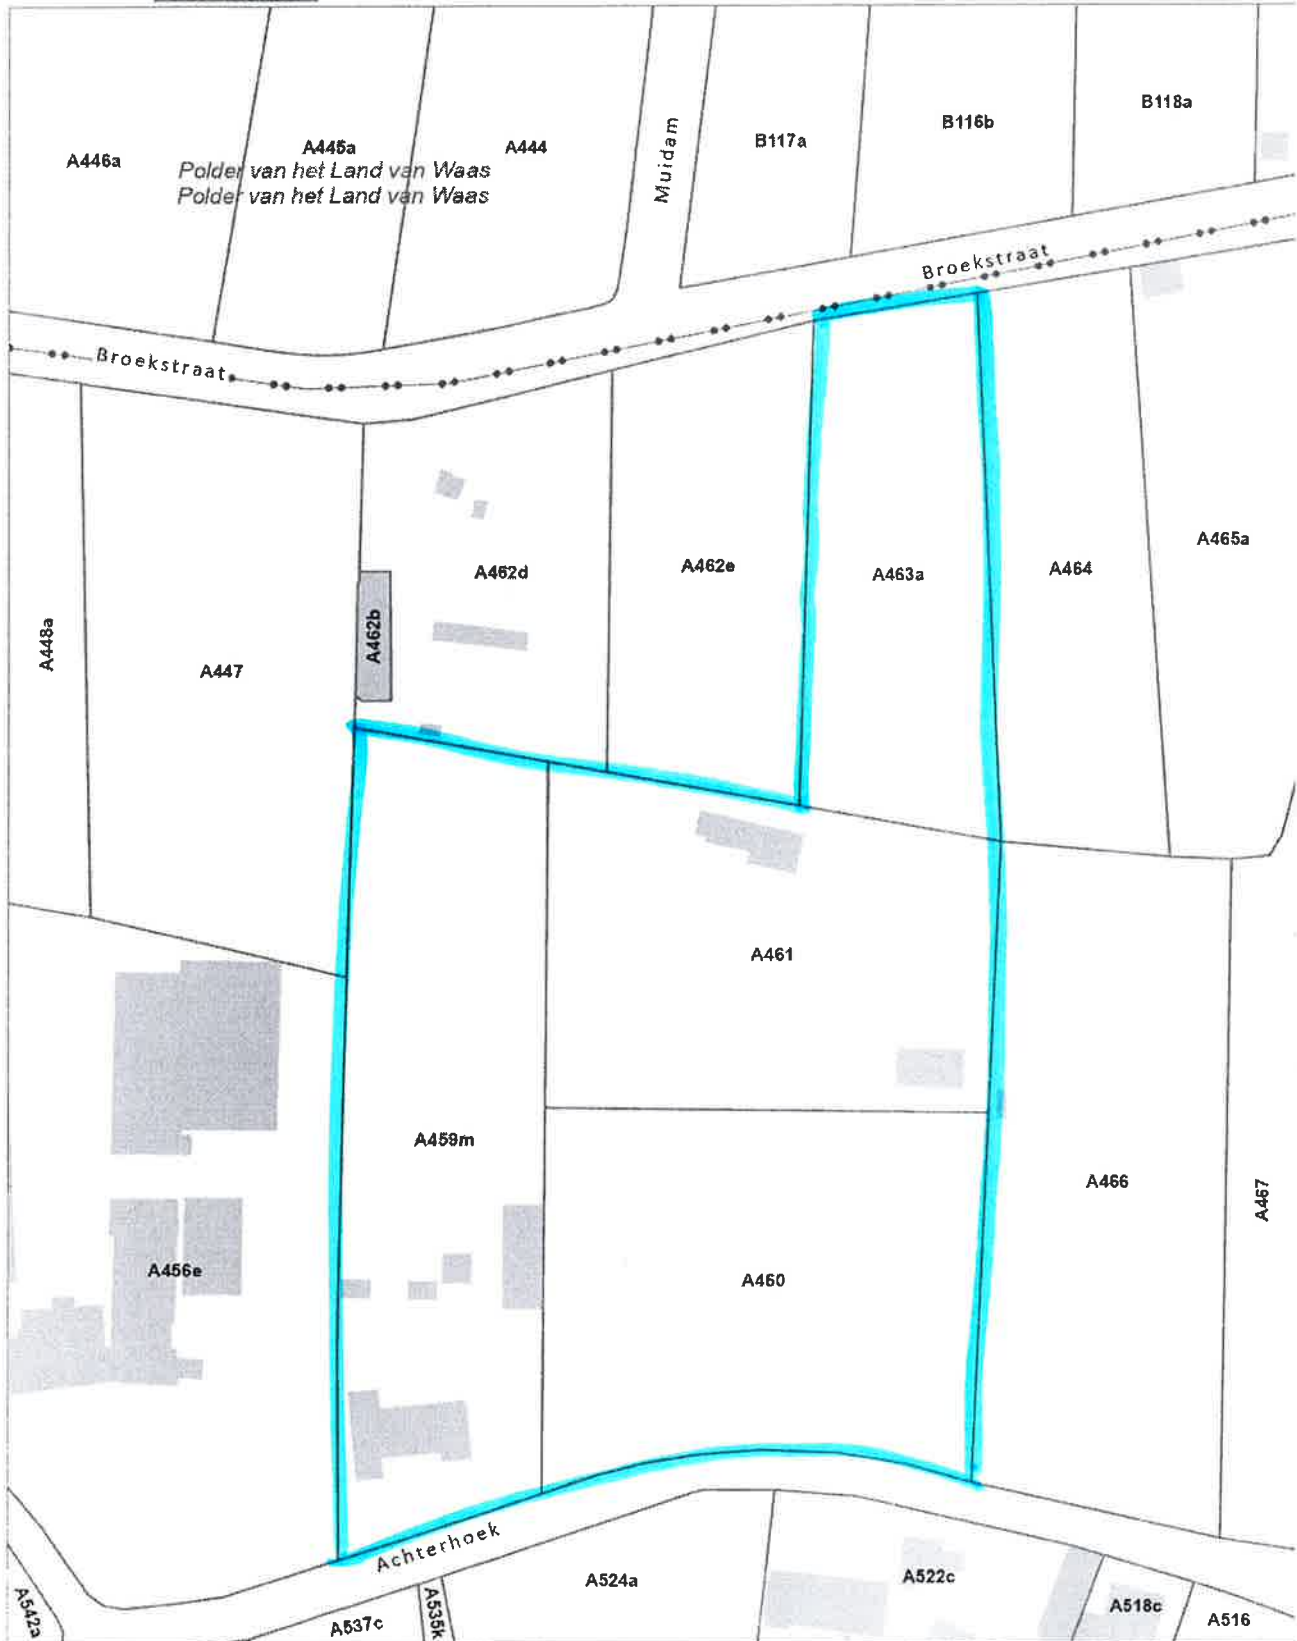 A446a
A445a
A444
Muidam
B117a
B116b
B118a
Polder van het Land van Waas
Polder van het Land van Waas
Broekstraat
Broekstraat
A448a
A447
A462b
A462d
A462e
A463a
A464
A465a
A461
A459m
A466
A467
A456e
A460
Achterhoek
A542a
A537c
A535k
A524a
A522c
A518c
A516